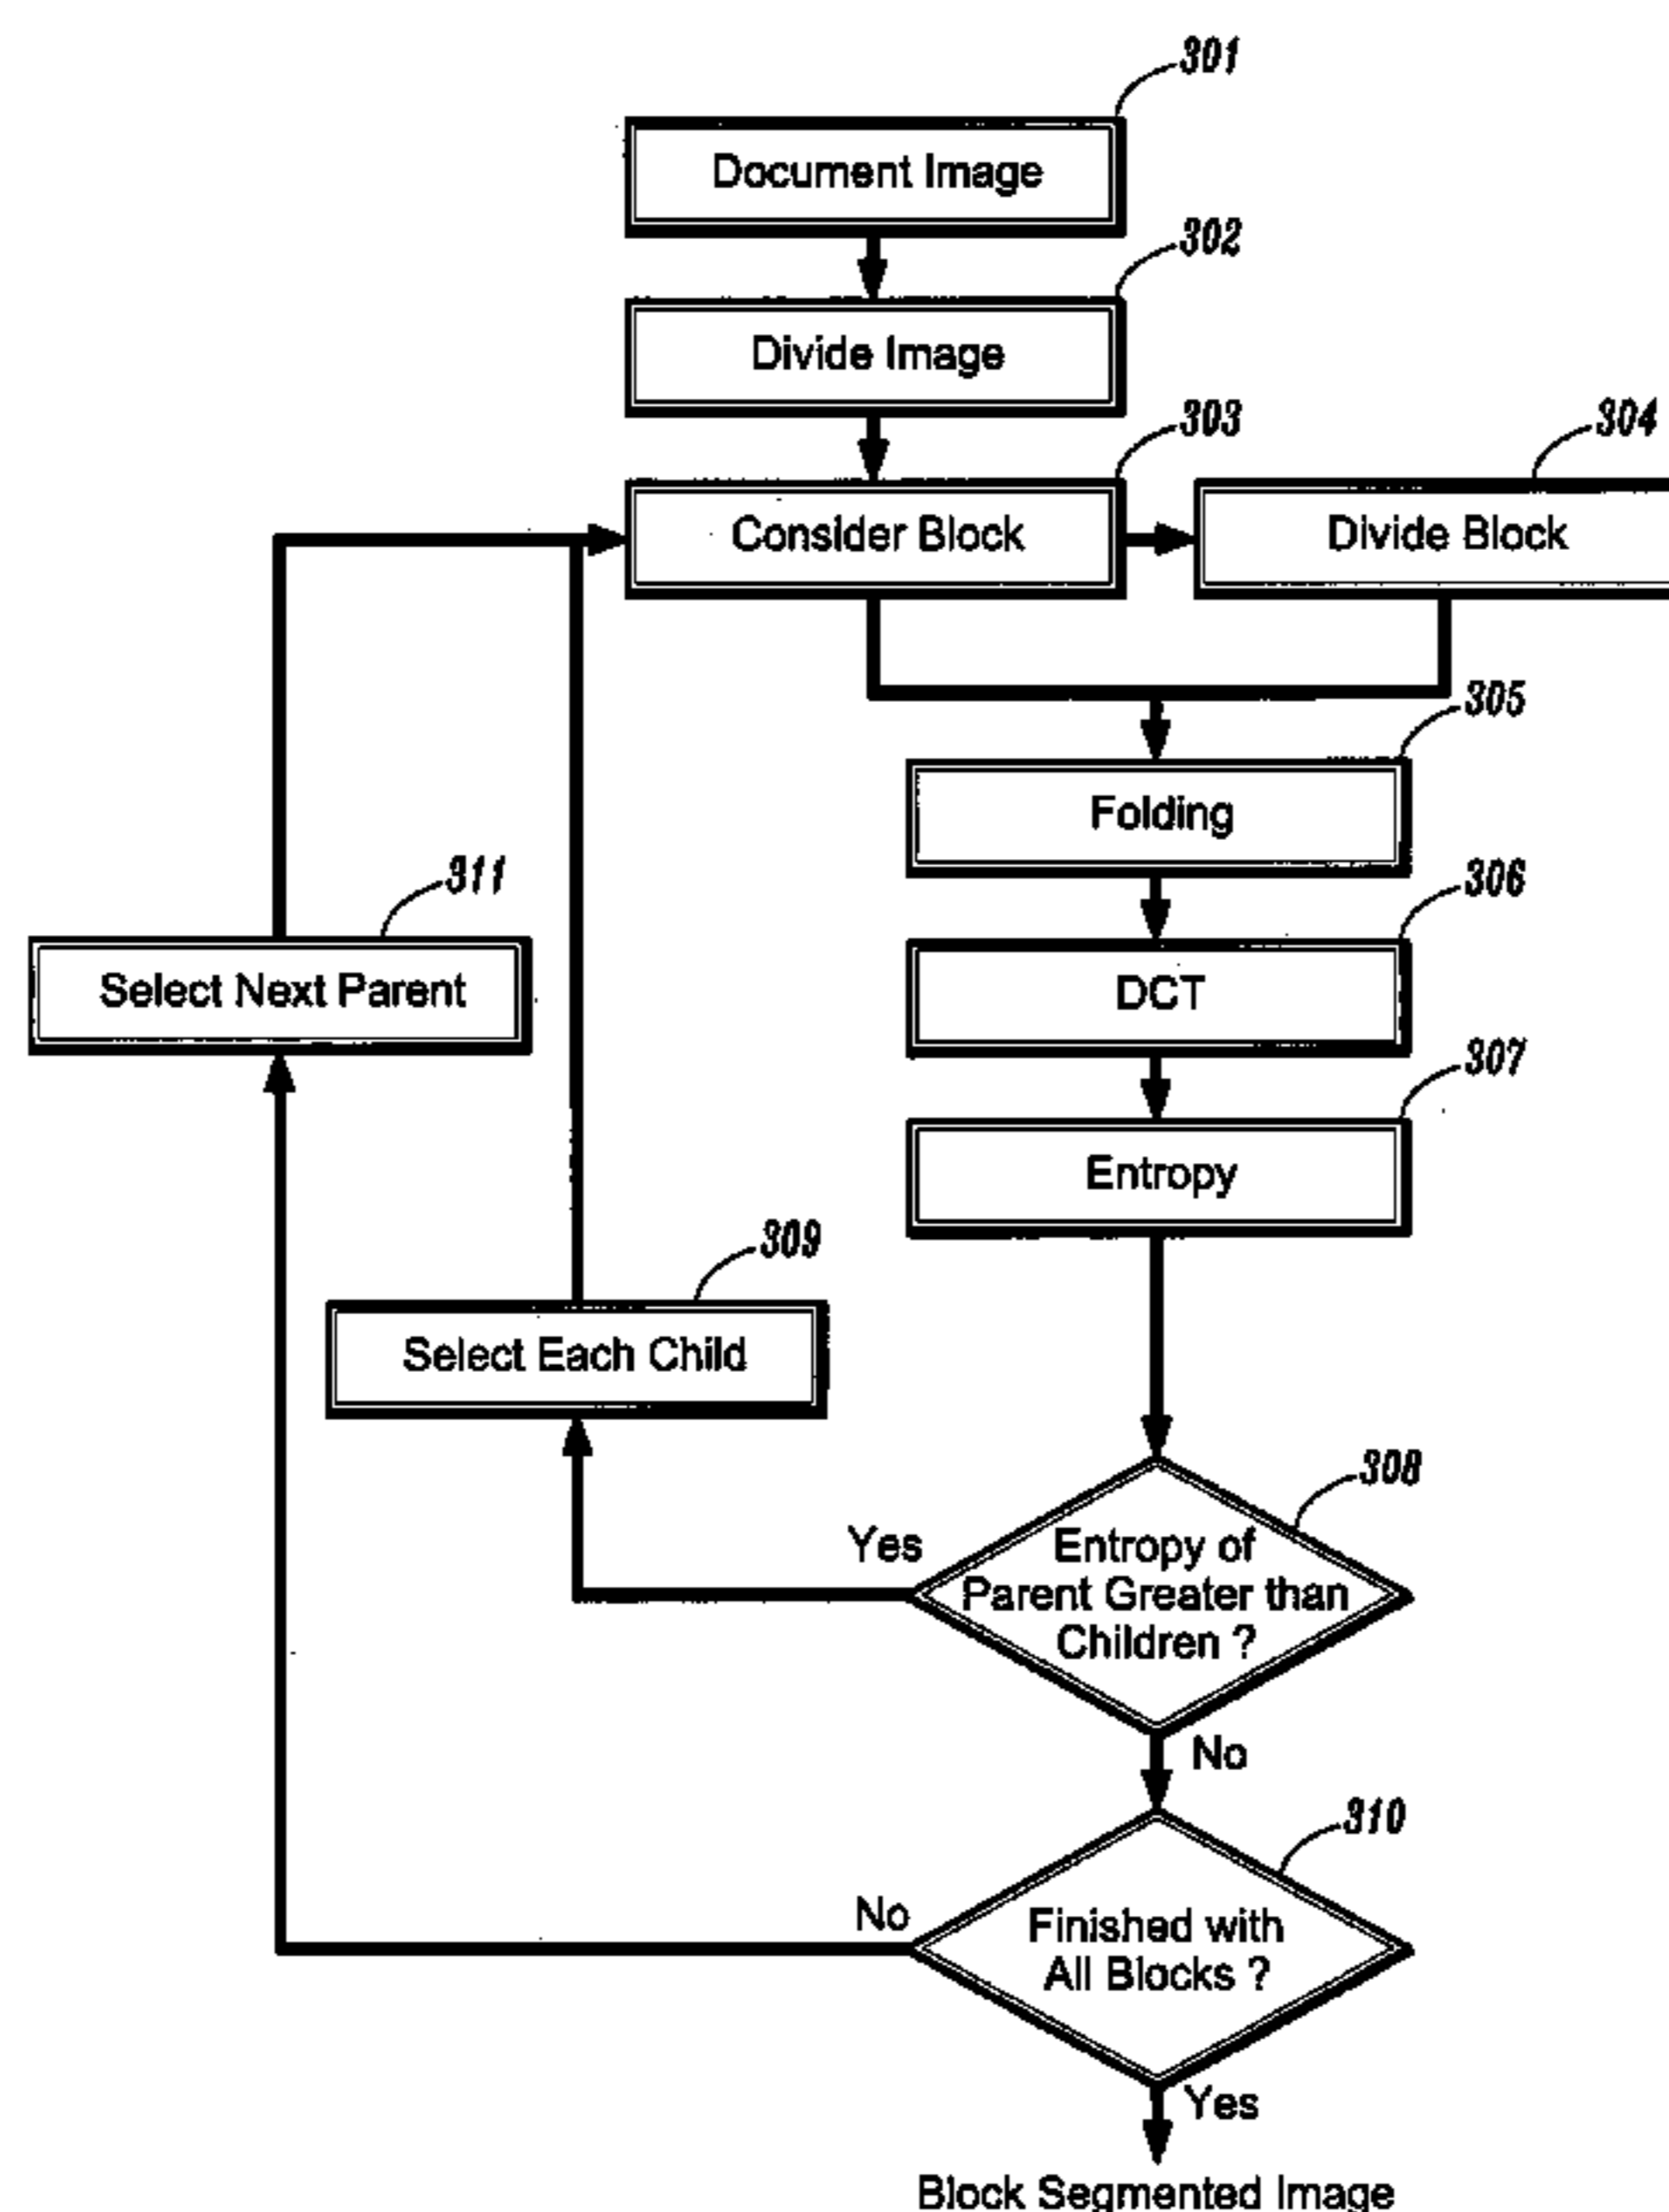 301
Document Image
302
Divide Image
303
Consider Block
304
Divide Block
305
Folding
311
Select Next Parent
306
DCT
307
Entropy
309
Select Each Child
308
Yes
Entropy of
Parent Greater than
Children ?
No
310
No
Finished with
All Blocks ?
Yes
Block Segmented Image